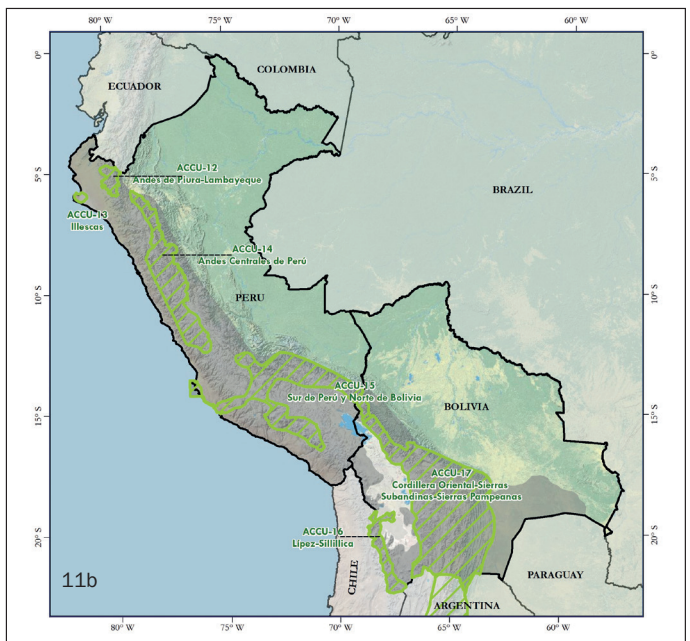 80° W
75° W
70° W
65° W
60° W
0°
0°
COLOMBIA
ECUADOR
ACCU-12
Andes de Piura-Lambayeque
5°S
5°S
BRAZIL
ACCU-13
Illescas
ACCU-14
Andes Centrales de Perú
10°S
10°S
PERU
ACCU-15
Sur de Perú y Norte de Bolivia
BOLIVIA
15°S
15°S
ACCU-17
Cordillera Oriental-Sierras
Subandinas-Sierras Pampeanas
ACCU-16
Lípez-Sillillica
20°S
20°S
11b
CHILE
PARAGUAY
ARGENTINA
80° W
75° W
70° W
65° W
60° W